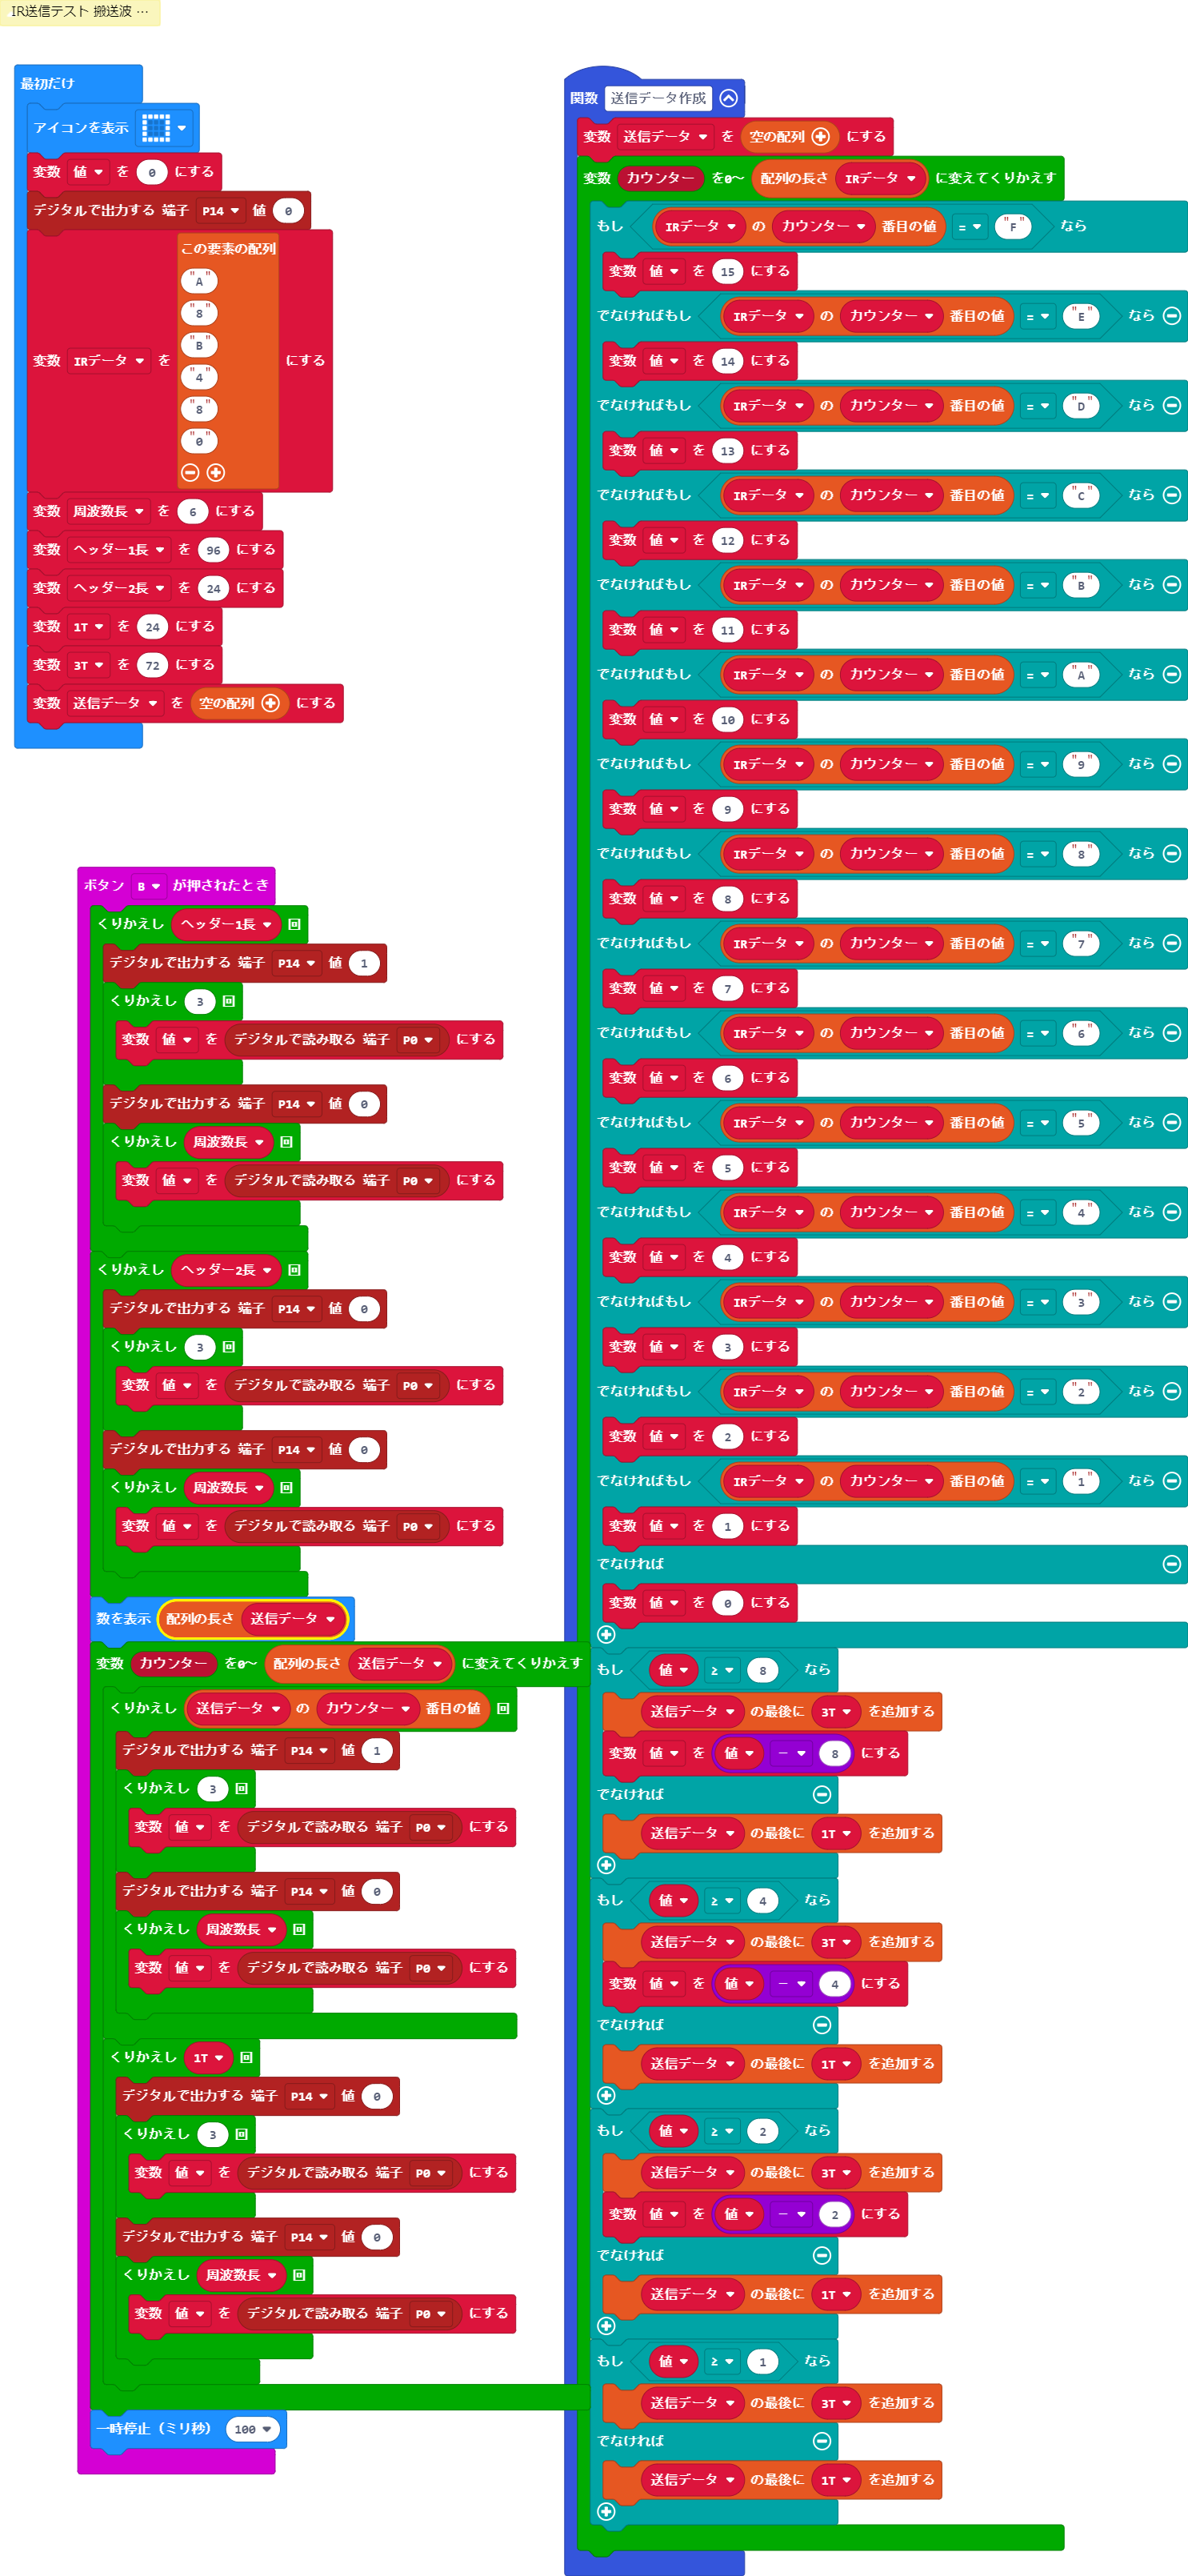 IR送信テスト 搬送波 …
最初だけ
アイコンを表示
変数 値 を 0 にする
デジタルで出力する 端子 P14 値 0
この要素の配列
"A"
"8"
"B"
変数 IRデータ を にする
"4"
"8"
"0"
変数 周波数長 を 6 にする
変数 ヘッダー1長 を 96 にする
変数 ヘッダー2長 を 24 にする
変数 1T を 24 にする
変数 3T を 72 にする
変数 送信データ を 空の配列 にする
ボタン B が押されたとき
くりかえし ヘッダー1長 回
デジタルで出力する 端子 P14 値 1
くりかえし 3 回
変数 値 を デジタルで読み取る 端子 P0 にする
デジタルで出力する 端子 P14 値 0
くりかえし 周波数長 回
変数 値 を デジタルで読み取る 端子 P0 にする
くりかえし ヘッダー2長 回
デジタルで出力する 端子 P14 値 0
くりかえし 3 回
変数 値 を デジタルで読み取る 端子 P0 にする
デジタルで出力する 端子 P14 値 0
くりかえし 周波数長 回
変数 値 を デジタルで読み取る 端子 P0 にする
数を表示 配列の長さ 送信データ
変数 カウンター を0～ 配列の長さ 送信データ に変えてくりかえす
くりかえし 送信データ の カウンター 番目の値 回
デジタルで出力する 端子 P14 値 1
くりかえし 3 回
変数 値 を デジタルで読み取る 端子 P0 にする
デジタルで出力する 端子 P14 値 0
くりかえし 周波数長 回
変数 値 を デジタルで読み取る 端子 P0 にする
くりかえし 1T 回
デジタルで出力する 端子 P14 値 0
くりかえし 3 回
変数 値 を デジタルで読み取る 端子 P0 にする
デジタルで出力する 端子 P14 値 0
くりかえし 周波数長 回
変数 値 を デジタルで読み取る 端子 P0 にする
一時停止（ミリ秒） 100
関数 送信データ作成
変数 送信データ を 空の配列 にする
変数 カウンター を0～ 配列の長さ IRデータ に変えてくりかえす
もし IRデータ の カウンター 番目の値 = "F" なら
変数 値 を 15 にする
でなければもし IRデータ の カウンター 番目の値 = "E" なら
変数 値 を 14 にする
でなければもし IRデータ の カウンター 番目の値 = "D" なら
変数 値 を 13 にする
でなければもし IRデータ の カウンター 番目の値 = "C" なら
変数 値 を 12 にする
でなければもし IRデータ の カウンター 番目の値 = "B" なら
変数 値 を 11 にする
でなければもし IRデータ の カウンター 番目の値 = "A" なら
変数 値 を 10 にする
でなければもし IRデータ の カウンター 番目の値 = "9" なら
変数 値 を 9 にする
でなければもし IRデータ の カウンター 番目の値 = "8" なら
変数 値 を 8 にする
でなければもし IRデータ の カウンター 番目の値 = "7" なら
変数 値 を 7 にする
でなければもし IRデータ の カウンター 番目の値 = "6" なら
変数 値 を 6 にする
でなければもし IRデータ の カウンター 番目の値 = "5" なら
変数 値 を 5 にする
でなければもし IRデータ の カウンター 番目の値 = "4" なら
変数 値 を 4 にする
でなければもし IRデータ の カウンター 番目の値 = "3" なら
変数 値 を 3 にする
でなければもし IRデータ の カウンター 番目の値 = "2" なら
変数 値 を 2 にする
でなければもし IRデータ の カウンター 番目の値 = "1" なら
変数 値 を 1 にする
でなければ
変数 値 を 0 にする
もし 値 ≥ 8 なら
送信データ の最後に 3T を追加する
変数 値 を 値 - 8 にする
でなければ
送信データ の最後に 1T を追加する
もし 値 ≥ 4 なら
送信データ の最後に 3T を追加する
変数 値 を 値 - 4 にする
でなければ
送信データ の最後に 1T を追加する
もし 値 ≥ 2 なら
送信データ の最後に 3T を追加する
変数 値 を 値 - 2 にする
でなければ
送信データ の最後に 1T を追加する
もし 値 ≥ 1 なら
送信データ の最後に 3T を追加する
でなければ
送信データ の最後に 1T を追加する